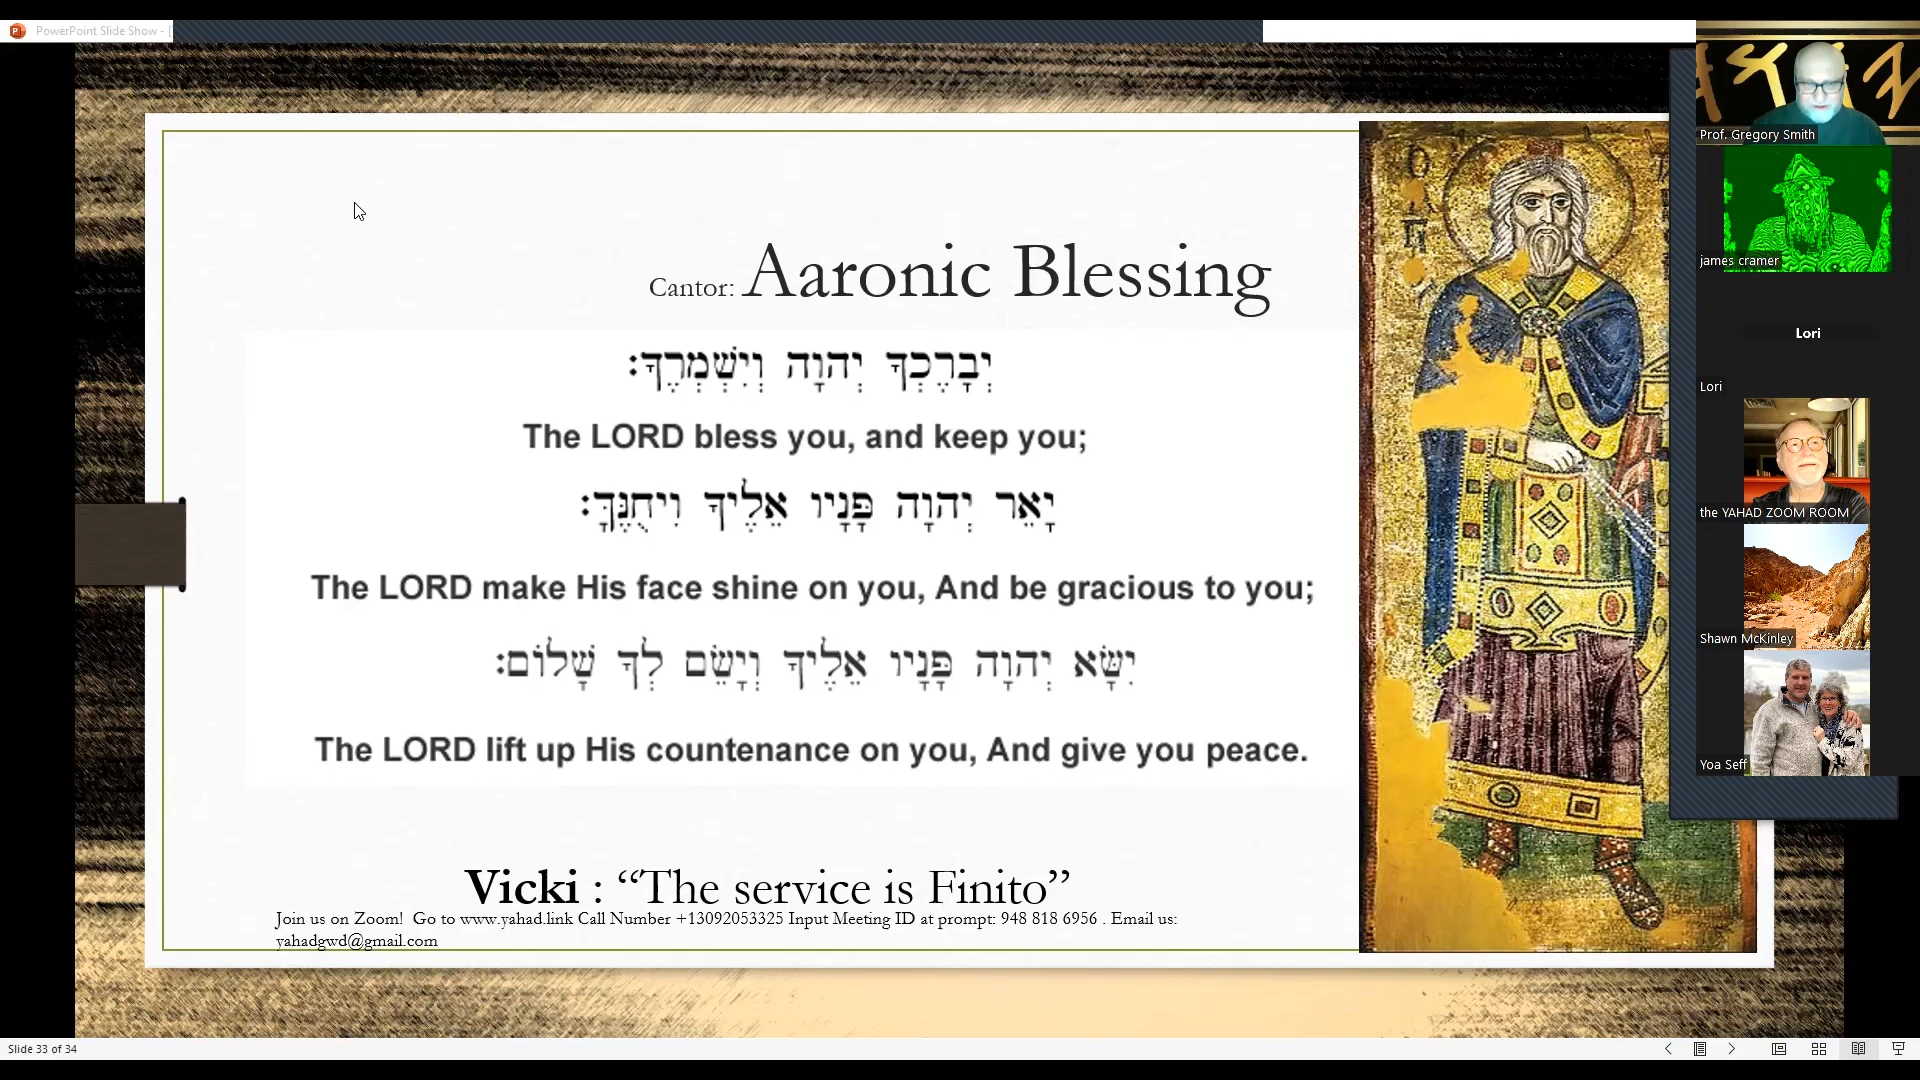 PowerPoint Slide Show - [
Cantor: Aaronic Blessing
יְבָרֶכְךָ יְהוָה וְיִשְׁמְרֶךָ׃
The LORD bless you, and keep you;
יָאֵר יְהוָה פָּנָיו אֵלֶיךָ וִיחֻנֶּךָּ׃
The LORD make His face shine on you, And be gracious to you;
יִשָּׂא יְהוָה פָּנָיו אֵלֶיךָ וְיָשֵׂם לְךָ שָׁלוֹם׃
The LORD lift up His countenance on you, And give you peace.
Vicki : “The service is Finito”
Join us on Zoom! Go to www.yahad.link Call Number +13092053325 Input Meeting ID at prompt: 948 818 6956 . Email us:
yahadgwd@gmail.com
Prof. Gregory Smith
james cramer
Lori
Lori
the YAHAD ZOOM ROOM
Shawn McKinley
Yoa Seff
Slide 33 of 34